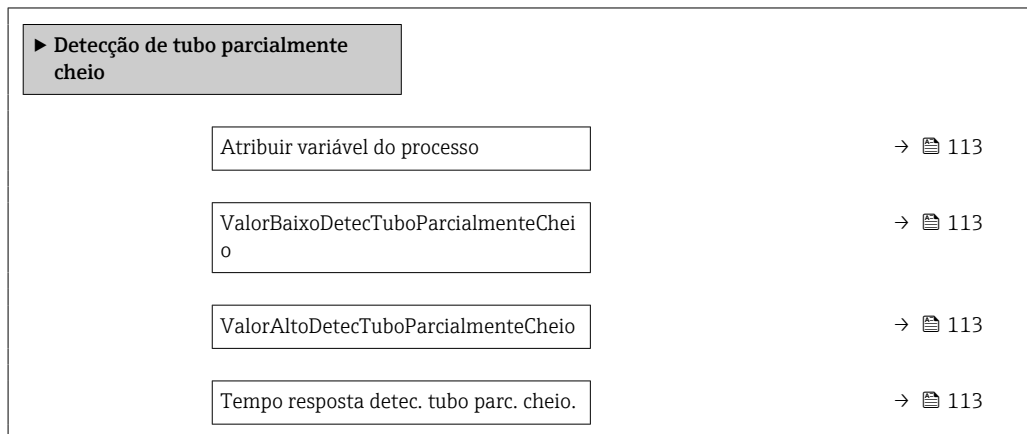 ▶ Detecção de tubo parcialmente
cheio
Atribuir variável do processo → 113
ValorBaixoDetecTuboParcialmenteChei → 113
o
ValorAltoDetecTuboParcialmenteCheio → 113
Tempo resposta detec. tubo parc. cheio. → 113